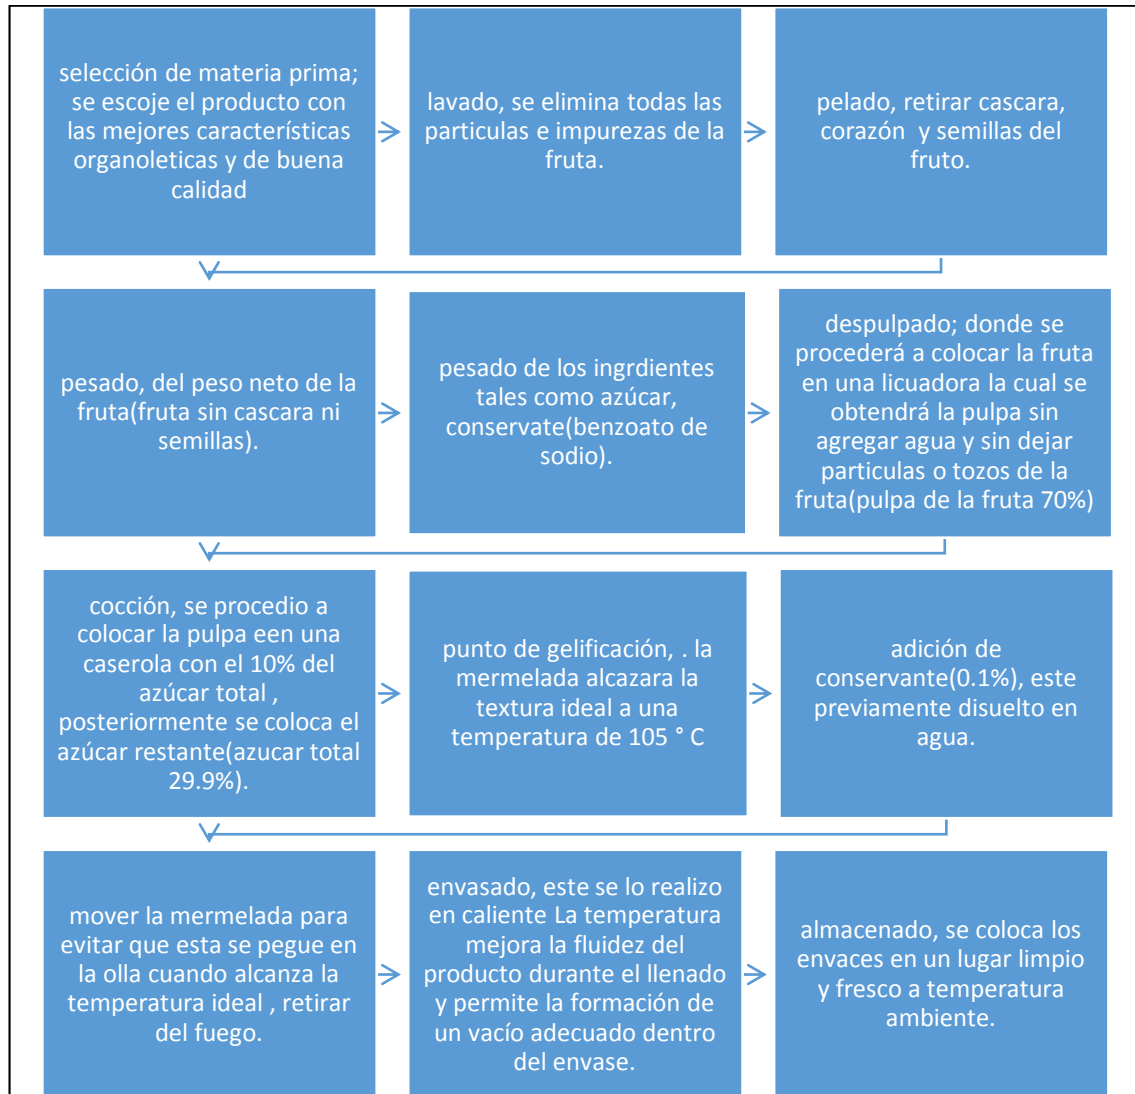 selección de materia prima;
se escoje el producto con
las mejores características
organoleticas y de buena
calidad
lavado, se elimina todas las
particulas e impurezas de la
fruta.
pelado, retirar cascara,
corazón y semillas del
fruto.
pesado, del peso neto de la
fruta(fruta sin cascara ni
semillas).
pesado de los ingrdientes
tales como azúcar,
conservate(benzoato de
sodio).
despulpado; donde se
procederá a colocar la fruta
en una licuadora la cual se
obtendrá la pulpa sin
agregar agua y sin dejar
particulas o tozos de la
fruta(pulpa de la fruta 70%)
cocción, se procedio a
colocar la pulpa een una
caserola con el 10% del
azúcar total ,
posteriormente se coloca el
azúcar restante(azucar total
29.9%).
punto de gelificación, . la
mermelada alcazara la
textura ideal a una
temperatura de 105 ° C
adición de
conservante(0.1%), este
previamente disuelto en
agua.
mover la mermelada para
evitar que esta se pegue en
la olla cuando alcanza la
temperatura ideal , retirar
del fuego.
envasado, este se lo realizo
en caliente La temperatura
mejora la fluidez del
producto durante el llenado
y permite la formación de
un vacío adecuado dentro
del envase.
almacenado, se coloca los
envaces en un lugar limpio
y fresco a temperatura
ambiente.